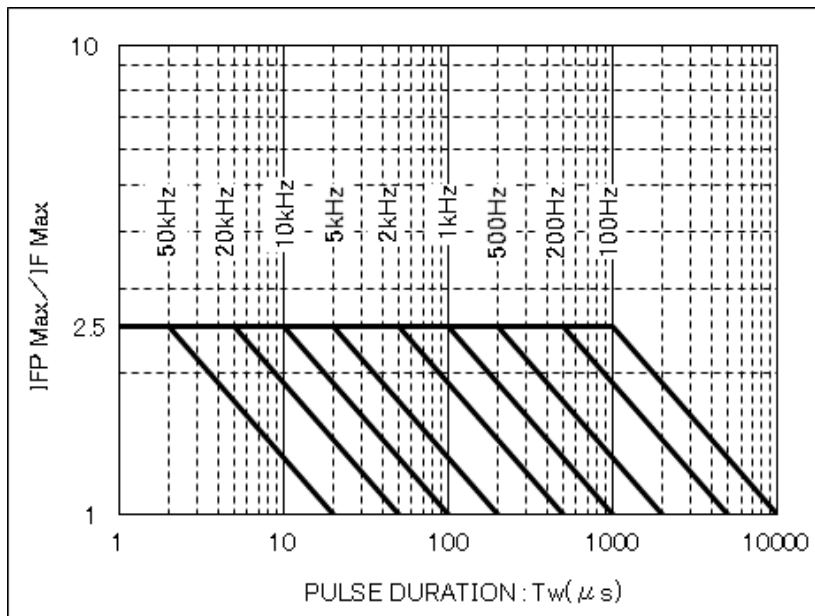 10
50kHz
20kHz
10kHz
5kHz
2kHz
1kHz
500Hz
200Hz
100Hz
IFP Max／IF Max
2.5
1
1
10
100
1000
10000
PULSE DURATION : Tw(μs)